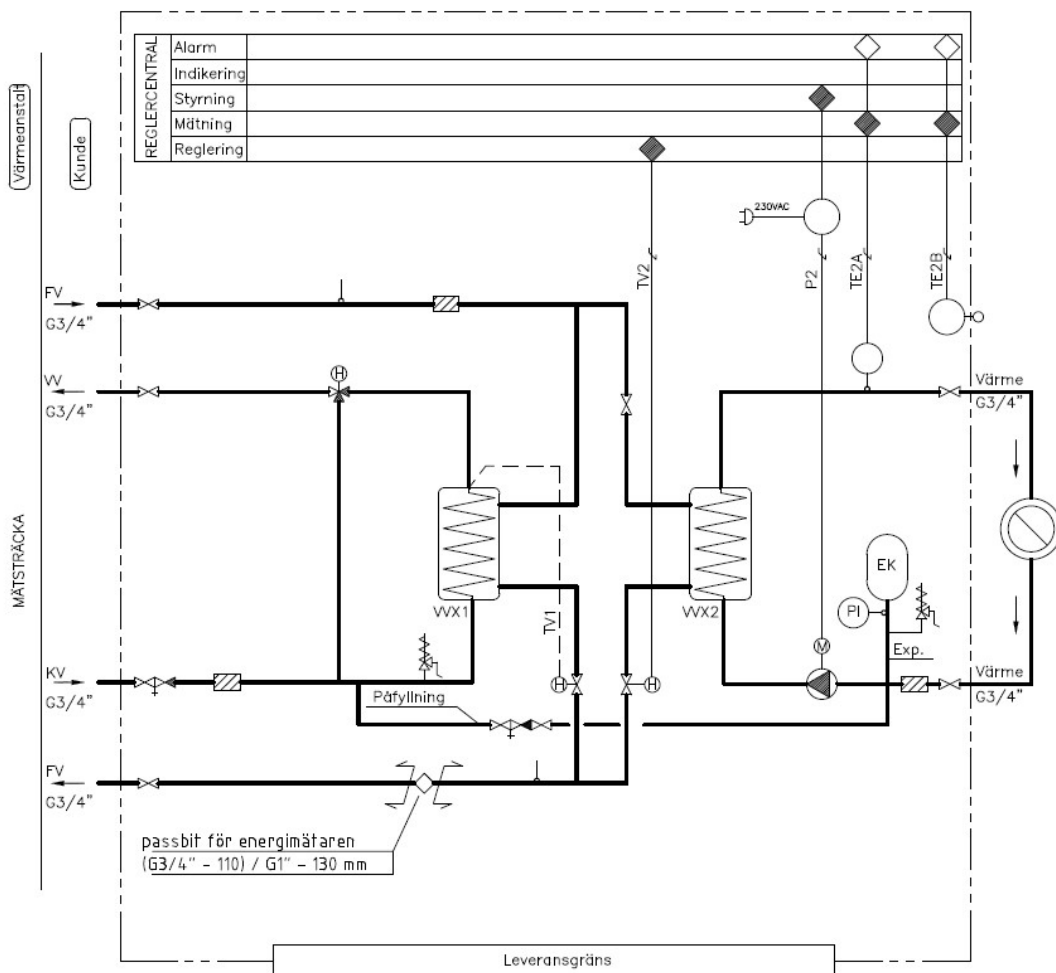 REGLERCENTRAL
Alarm
Indikering
Styrning
Mätning
Reglering
Värmeanstalt
Kunde
MÄTSTRÄCKA
230VAC
TV2
P2
TE2A
TE2B
FV
G3/4"
VV
G3/4"
Värme
G3/4"
H
VVX1
TV1
VVX2
EK
PI
Exp.
M
KV
G3/4"
Påfyllning
H
H
Värme
G3/4"
FV
G3/4"
passbit för energimätaren
(G3/4" - 110) / G1" - 130 mm
Leveransgräns